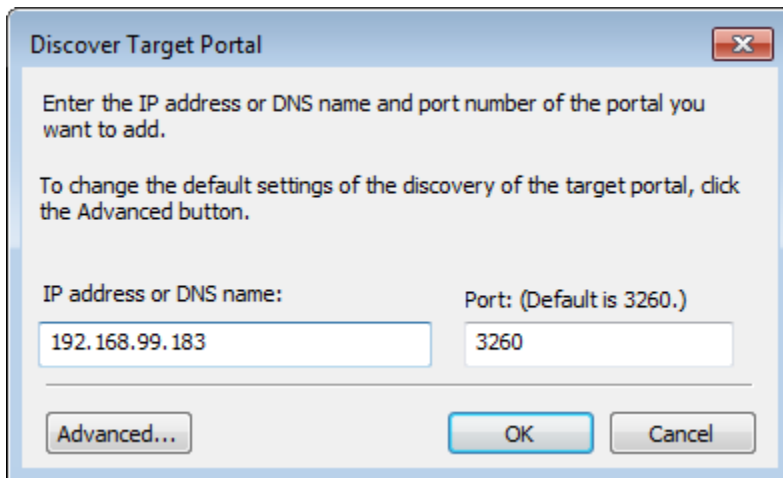 Discover Target Portal
Enter the IP address or DNS name and port number of the portal you
want to add.
To change the default settings of the discovery of the target portal, click
the Advanced button.
IP address or DNS name:
Port: (Default is 3260.)
192.168.99.183
3260
Advanced...
OK
Cancel